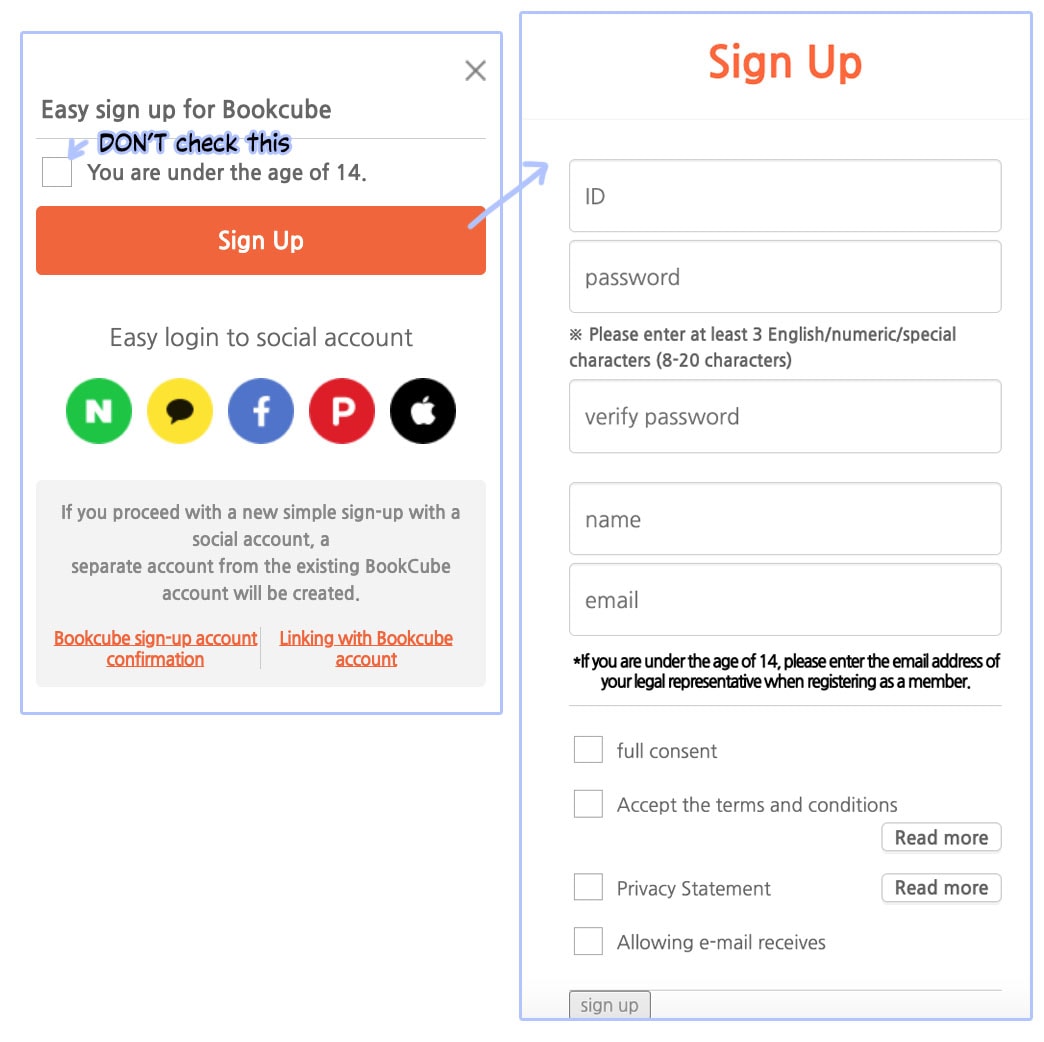 Easy sign up for Bookcube
DON'T check this
You are under the age of 14.
Sign Up
Easy login to social account
N
f
P
If you proceed with a new simple sign-up with a
social account, a
separate account from the existing BookCube
account will be created.
Bookcube sign-up account
confirmation
Linking with Bookcube
account
Sign Up
ID
password
※ Please enter at least 3 English/numeric/special
characters (8-20 characters)
verify password
name
email
*If you are under the age of 14, please enter the email address of
your legal representative when registering as a member.
full consent
Accept the terms and conditions
Read more
Privacy Statement
Read more
Allowing e-mail receives
sign up